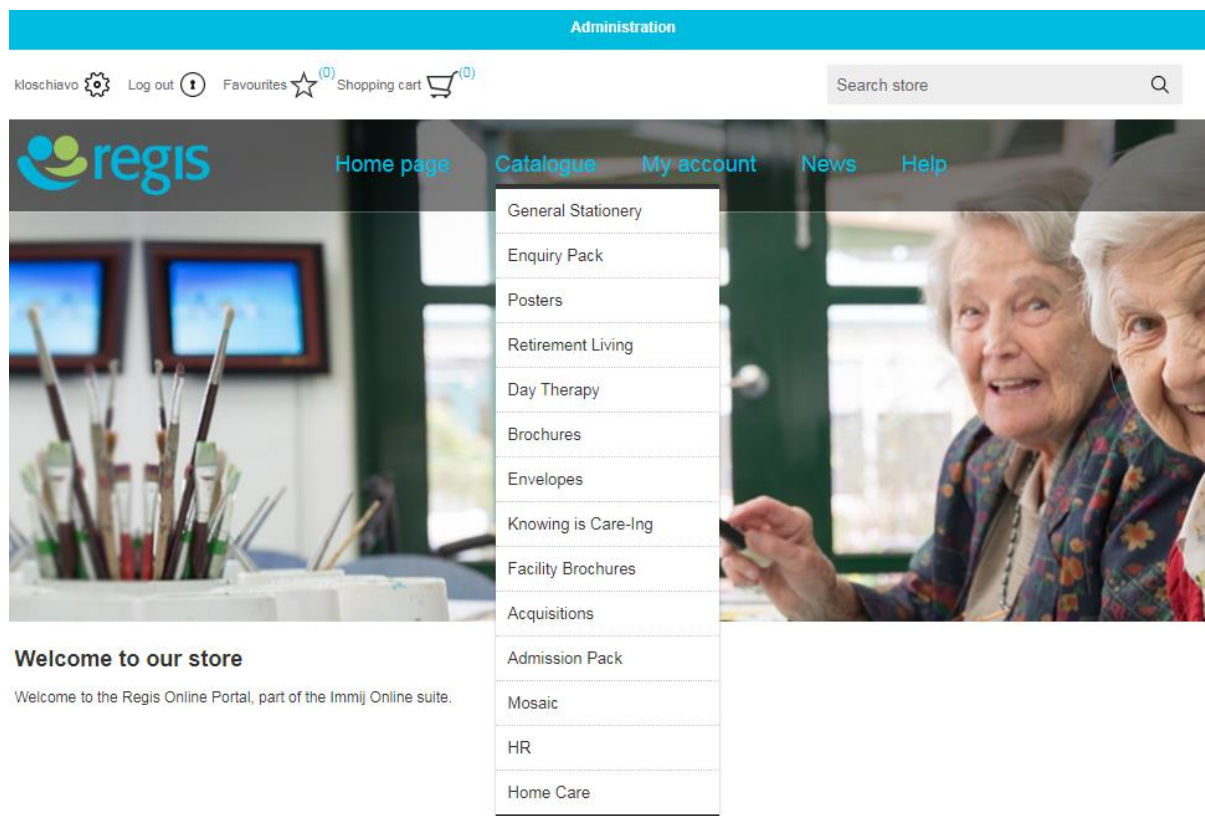 Administration
kloschiavo Log out Favourites (0) Shopping cart (0) Search store
regis Home page Catalogue My account News Help
General Stationery
Enquiry Pack
Posters
Retirement Living
Day Therapy
Brochures
Envelopes
Knowing is Care-Ing
Facility Brochures
Acquisitions
Admission Pack
Mosaic
HR
Home Care
Welcome to our store
Welcome to the Regis Online Portal, part of the Immij Online suite.